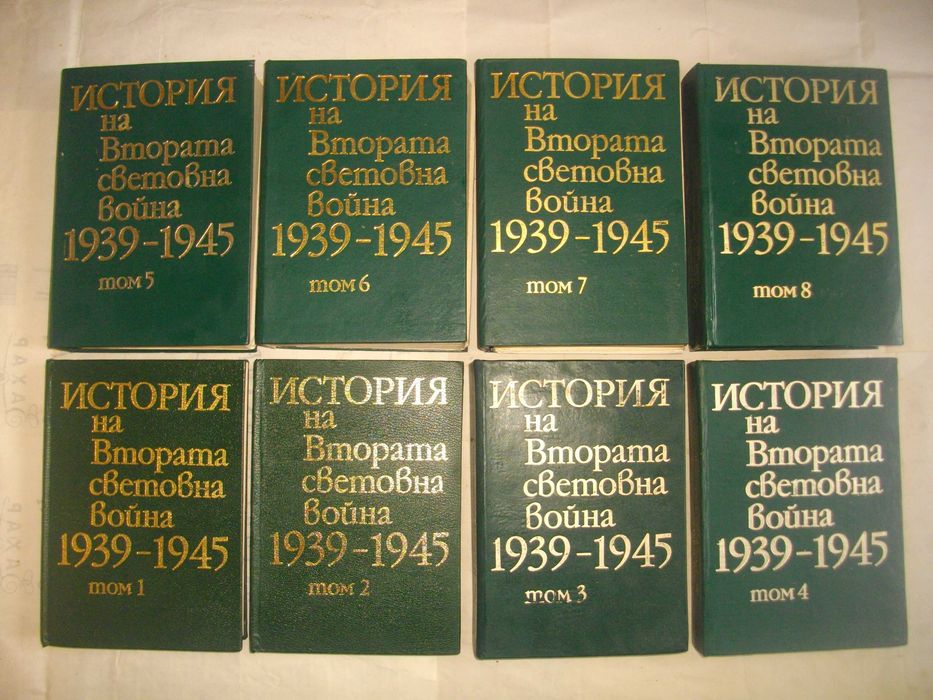 ИСТОРИЯ
на
Втората
световна
война
1939-1945
том 5
ИСТОРИЯ
на
Втората
световна
война
1939-1945
том 6
ИСТОРИЯ
на
Втората
световна
война
1939-1945
том 7
ИСТОРИЯ
на
Втората
световна
война
1939-1945
том 8
ИСТОРИЯ
на
Втората
световна
война
1939-1945
том 1
ИСТОРИЯ
на
Втората
световна
война
1939-1945
том 2
ИСТОРИЯ
на
Втората
световна
война
1939-1945
том 3
ИСТОРИЯ
на
Втората
световна
война
1939-1945
том 4